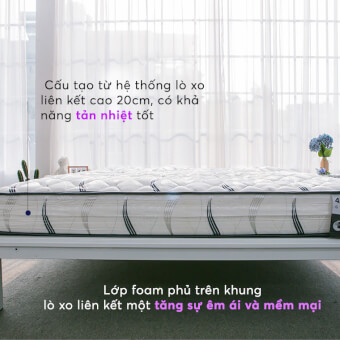 Cấu tạo từ hệ thống lò xo
liên kết cao 20cm, có khả
năng tản nhiệt tốt
Lớp foam phủ trên khung
lò xo liên kết một tăng sự êm ái và mềm mại